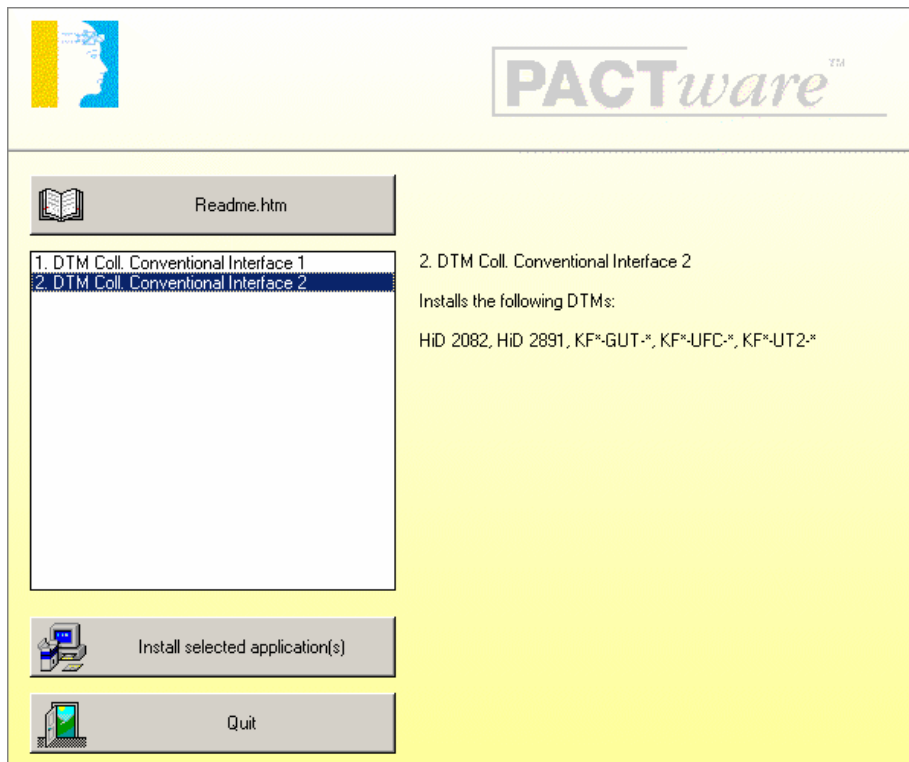 PACTware™
Readme.htm
1. DTM Coll. Conventional Interface 1
2. DTM Coll. Conventional Interface 2
2. DTM Coll. Conventional Interface 2
Installs the following DTMs:
HiD 2082, HiD 2891, KF*-GUT-*, KF*-UFC-*, KF*-UT2-*
Install selected application(s)
Quit